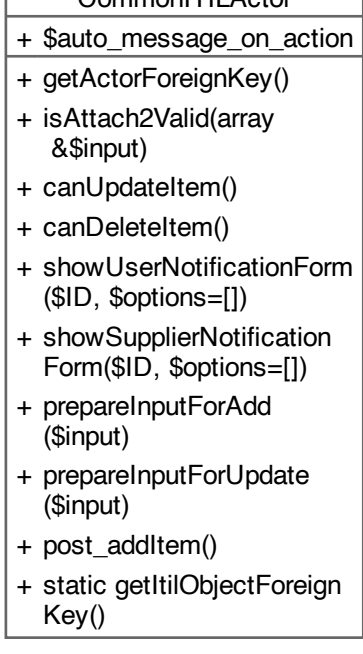 CommonITILActor
+ $auto_message_on_action
+ getActorForeignKey()
+ isAttach2Valid(array
&$input)
+ canUpdateItem()
+ canDeleteItem()
+ showUserNotificationForm
($ID, $options=[])
+ showSupplierNotification
Form($ID, $options=[])
+ prepareInputForAdd
($input)
+ prepareInputForUpdate
($input)
+ post_addItem()
+ static getItilObjectForeign
Key()